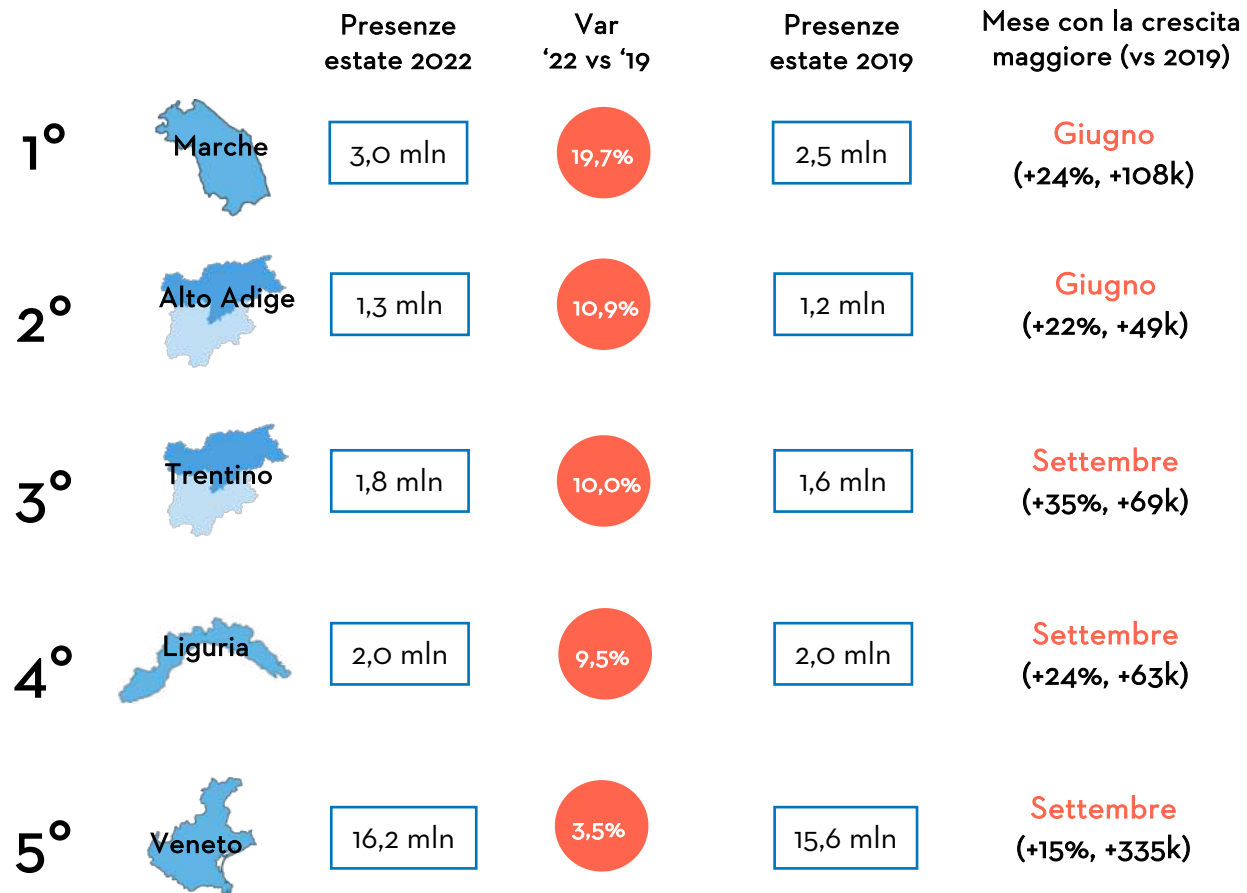 Presenze
estate 2022
Var
‘22 vs ‘19
Presenze
estate 2019
Mese con la crescita
maggiore (vs 2019)
1°
Marche
3,0 mln
19,7%
2,5 mln
Giugno
(+24%, +108k)
2°
Alto Adige
1,3 mln
10,9%
1,2 mln
Giugno
(+22%, +49k)
3°
Trentino
1,8 mln
10,0%
1,6 mln
Settembre
(+35%, +69k)
4°
Liguria
2,0 mln
9,5%
2,0 mln
Settembre
(+24%, +63k)
5°
Veneto
16,2 mln
3,5%
15,6 mln
Settembre
(+15%, +335k)